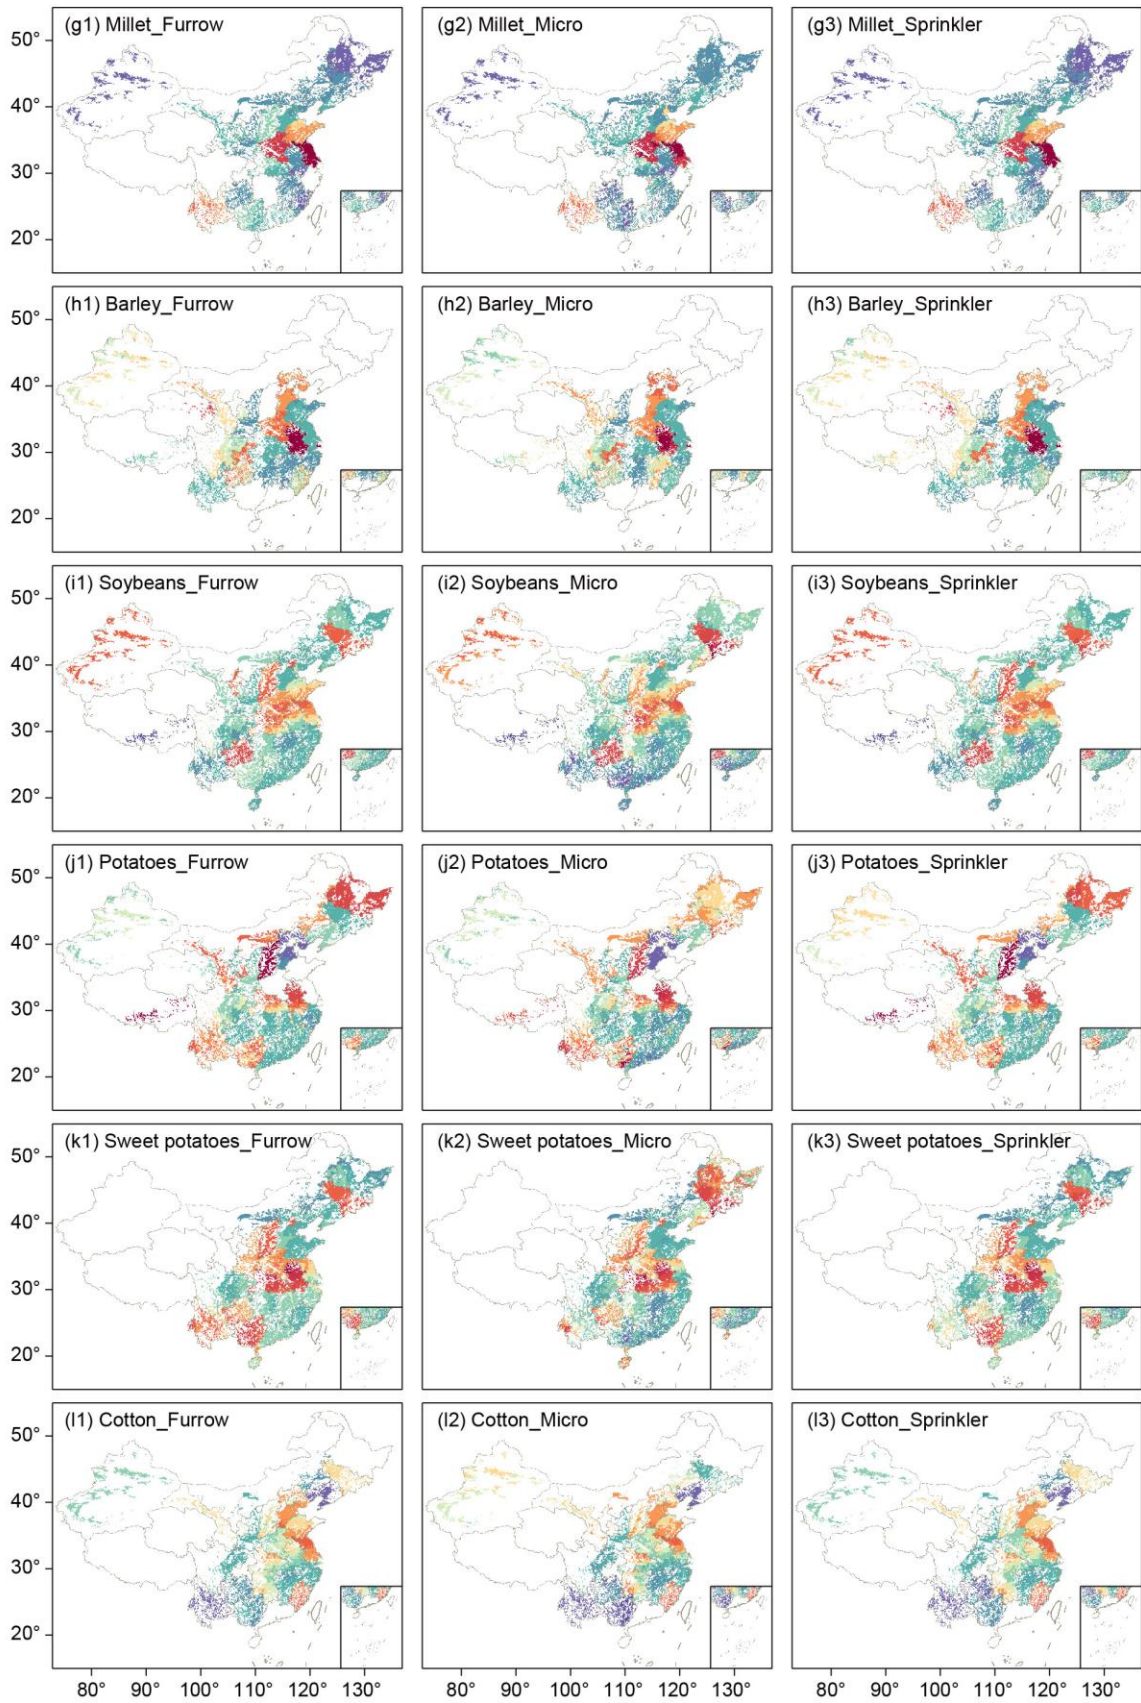 (g1) Millet_Furrow
(g2) Millet_Micro
(g3) Millet_Sprinkler
50°
40°
30°
20°
(h1) Barley_Furrow
(h2) Barley_Micro
(h3) Barley_Sprinkler
50°
40°
30°
20°
(i1) Soybeans_Furrow
(i2) Soybeans_Micro
(i3) Soybeans_Sprinkler
50°
40°
30°
20°
(j1) Potatoes_Furrow
(j2) Potatoes_Micro
(j3) Potatoes_Sprinkler
50°
40°
30°
20°
(k1) Sweet potatoes_Furrow
(k2) Sweet potatoes_Micro
(k3) Sweet potatoes_Sprinkler
50°
40°
30°
20°
(l1) Cotton_Furrow
(l2) Cotton_Micro
(l3) Cotton_Sprinkler
50°
40°
30°
20°
80° 90° 100° 110° 120° 130°
80° 90° 100° 110° 120° 130°
80° 90° 100° 110° 120° 130°